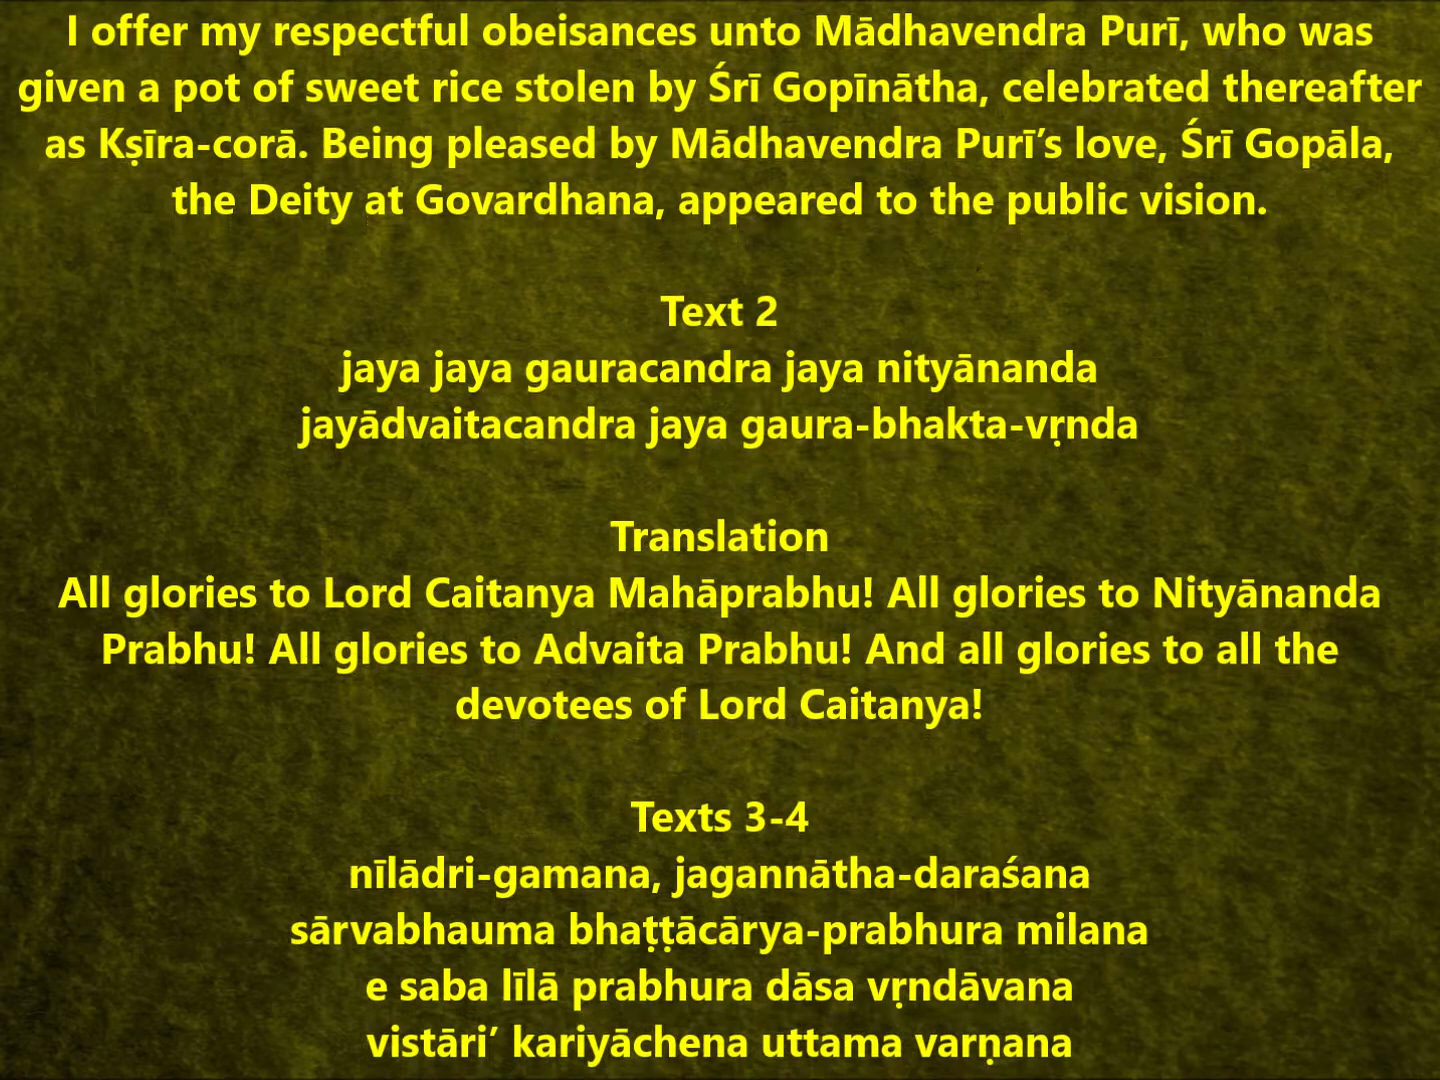 I offer my respectful obeisances unto Mādhavendra Purī, who was
given a pot of sweet rice stolen by Śrī Gopīnātha, celebrated thereafter
as Kṣīra-corā. Being pleased by Mādhavendra Purī’s love, Śrī Gopāla,
the Deity at Govardhana, appeared to the public vision.
Text 2
jaya jaya gauracandra jaya nityānanda
jayādvaitacandra jaya gaura-bhakta-vṛnda
Translation
All glories to Lord Caitanya Mahāprabhu! All glories to Nityānanda
Prabhu! All glories to Advaita Prabhu! And all glories to all the
devotees of Lord Caitanya!
Texts 3-4
nīlādri-gamana, jagannātha-daraśana
sārvabhauma bhaṭṭācārya-prabhura milana
e saba līlā prabhura dāsa vṛndāvana
vistāri’ kariyāchena uttama varṇana